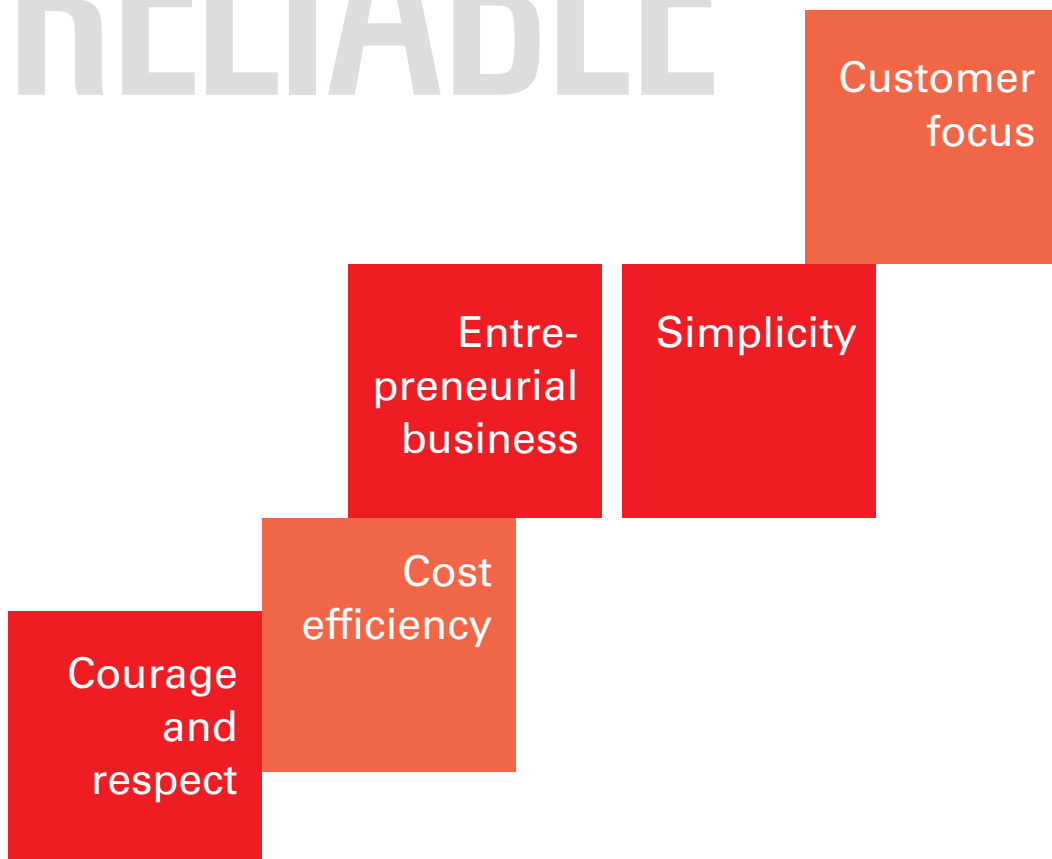 RELIABLE
Customer
focus
Entre-
preneurial
business
Simplicity
Cost
efficiency
Courage
and
respect